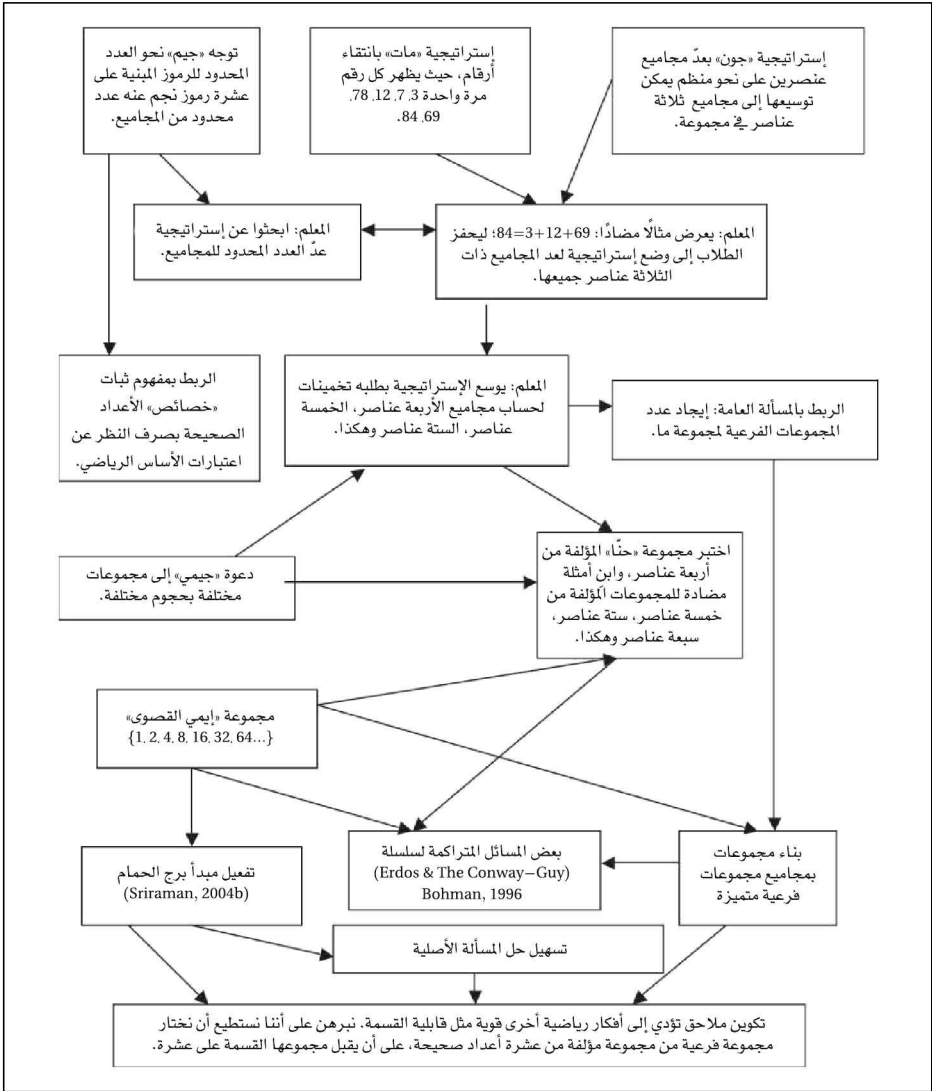 إستراتيجية «جون» بعدّ مجاميع
عنصرين على نحو منظم يمكن
توسيعها إلى مجاميع ثلاثة
عناصر في مجموعة.
إستراتيجية «مات» بانتقاء
أرقام، حيث يظهر كل رقم
مرة واحدة 3، 7، 12، 78،
69، 84.
توجه «جيم» نحو العدد
المحدود للرموز المبنية على
عشرة رموز نجم عنه عدد
محدود من المجاميع.
المعلم: يعرض مثالًا مضادًا: 69+12+3=84؛ ليحفز
الطلاب إلى وضع إستراتيجية لعد المجاميع ذات
الثلاثة عناصر جميعها.
المعلم: ابحثوا عن إستراتيجية
عدّ العدد المحدود للمجاميع.
الربط بالمسألة العامة: إيجاد عدد
المجموعات الفرعية لمجموعة ما.
المعلم: يوسع الإستراتيجية بطلبه تخمينات
لحساب مجاميع الأربعة عناصر، الخمسة
عناصر، الستة عناصر وهكذا.
الربط بمفهوم ثبات
«خصائص» الأعداد
الصحيحة بصرف النظر عن
اعتبارات الأساس الرياضي.
اختبر مجموعة «حنّا» المؤلفة من
أربعة عناصر، وابنِ أمثلة
مضادة للمجموعات المؤلفة من
خمسة عناصر، ستة عناصر،
سبعة عناصر وهكذا.
دعوة «جيمي» إلى مجموعات
مختلفة بحجوم مختلفة.
مجموعة «إيمي القصوى»
{1, 2, 4, 8, 16, 32, 64...}
بناء مجموعات
بمجاميع مجموعات
فرعية متميزة
بعض المسائل المتراكمة لسلسلة
(Erdos & The Conway–Guy)
Bohman, 1996
تفعيل مبدأ برج الحمام
(Sriraman, 2004b)
تسهيل حل المسألة الأصلية
تكوين ملاحق تؤدي إلى أفكار رياضية أخرى قوية مثل قابلية القسمة. نبرهن على أننا نستطيع أن نختار
مجموعة فرعية من مجموعة مؤلفة من عشرة أعداد صحيحة، على أن يقبل مجموعها القسمة على عشرة.